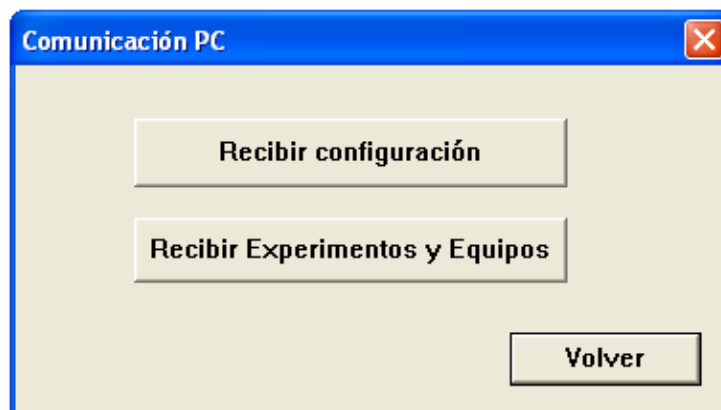 Comunicación PC
Recibir configuración
Recibir Experimentos y Equipos
Volver